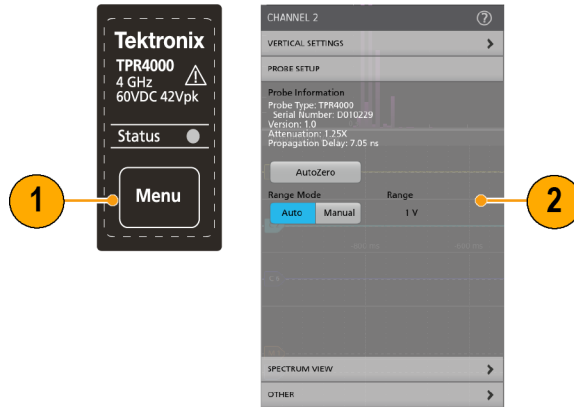 Tektronix
TPR4000
4 GHz
60VDC 42Vpk
Status
Menu
1
CHANNEL 2
?
VERTICAL SETTINGS
PROBE SETUP
Probe Information
Probe Type: TPR4000
Serial Number: D010229
Version: 1.0
Attenuation: 1.25X
Propagation Delay: 7.05 ns
AutoZero
Range Mode
Range
Auto
Manual
1 V
2
SPECTRUM VIEW
OTHER